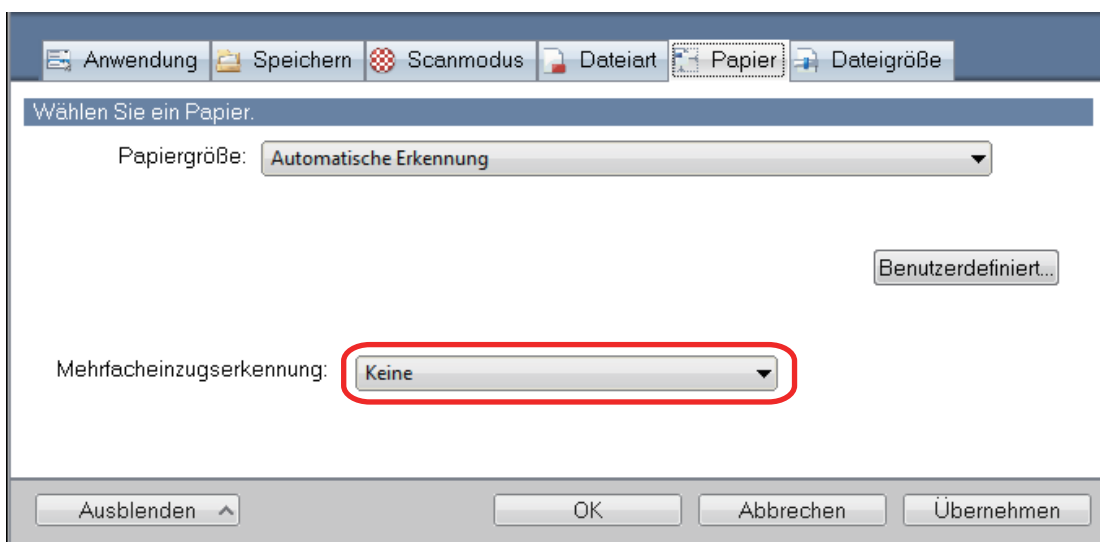 Anwendung Speichern Scanmodus Dateiart Papier Dateigröße
Wählen Sie ein Papier.
Papiergröße: Automatische Erkennung
Benutzerdefiniert...
Mehrfacheinzugserkennung: Keine
Ausblenden OK Abbrechen Übernehmen